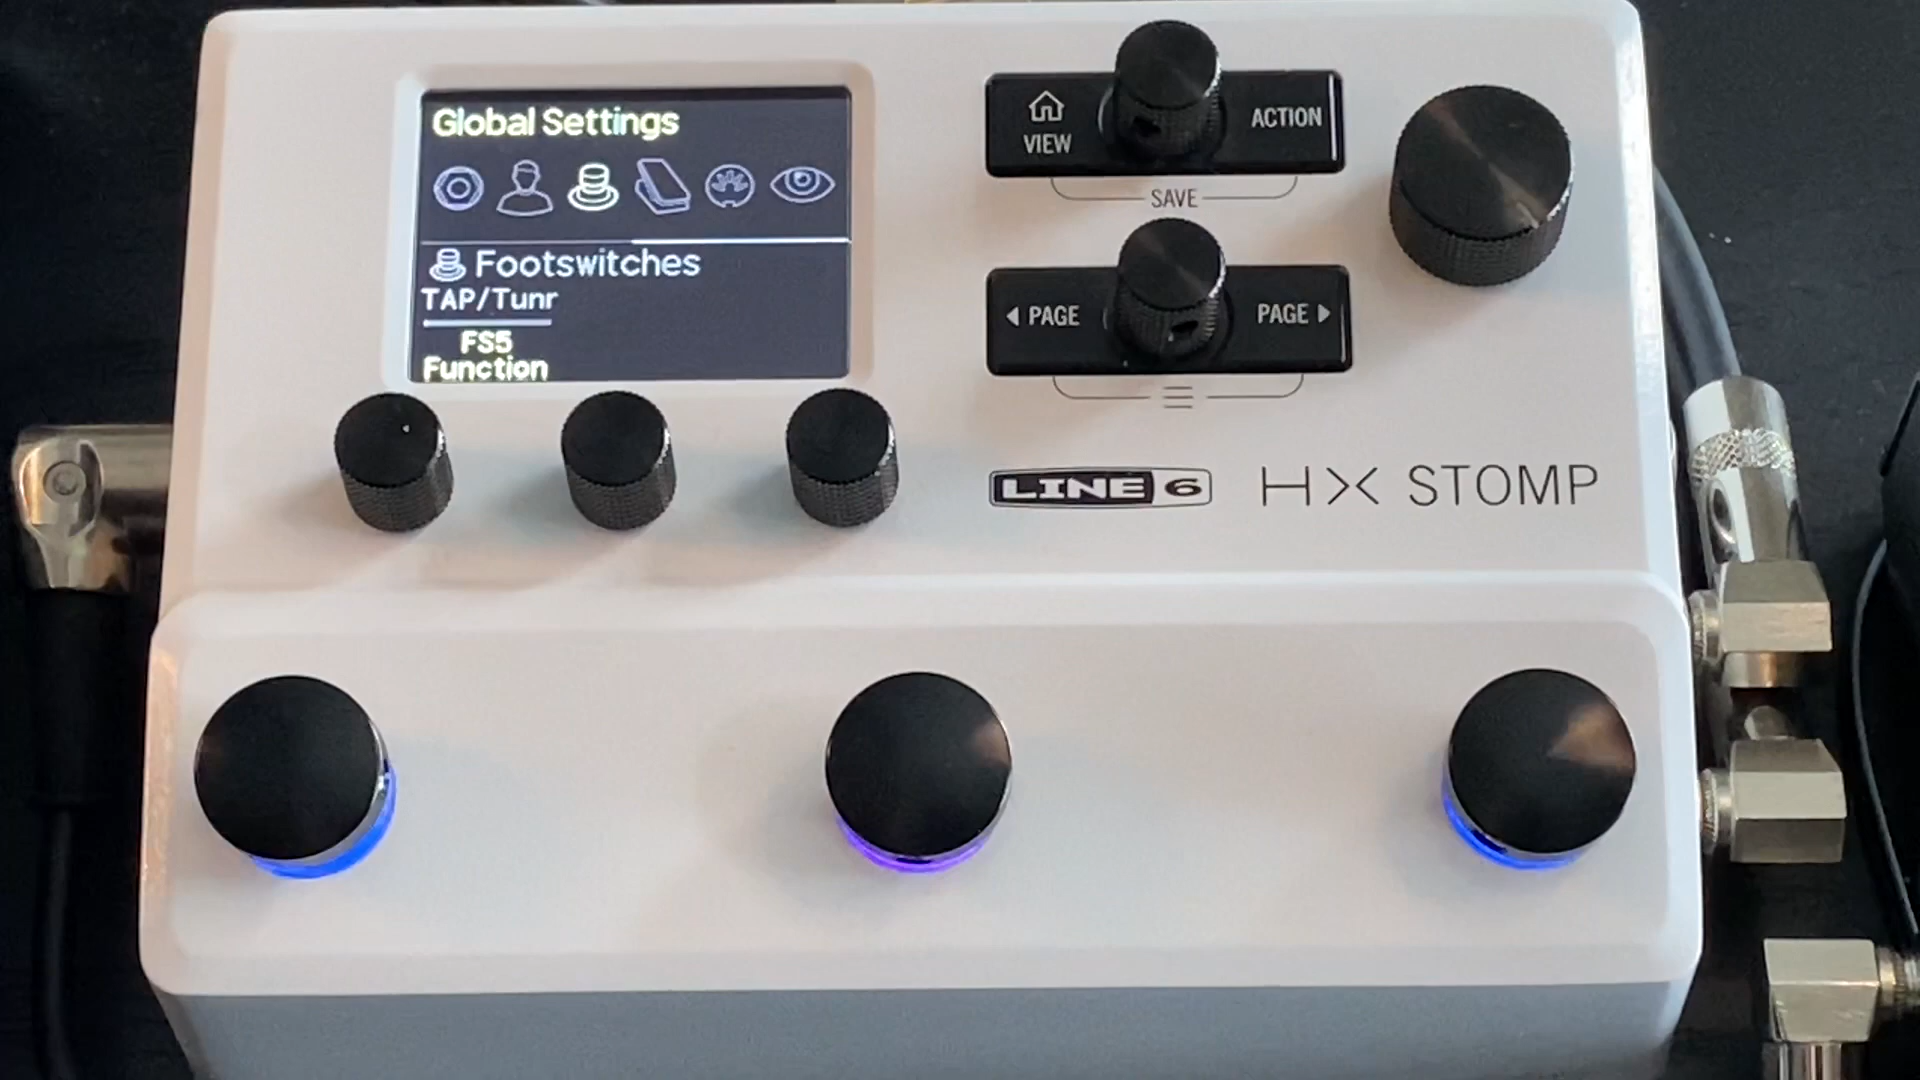 Global Settings
Footswitches
TAP/Tunr
FS5
Function
VIEW
ACTION
SAVE
PAGE
PAGE
LINE 6
HX STOMP